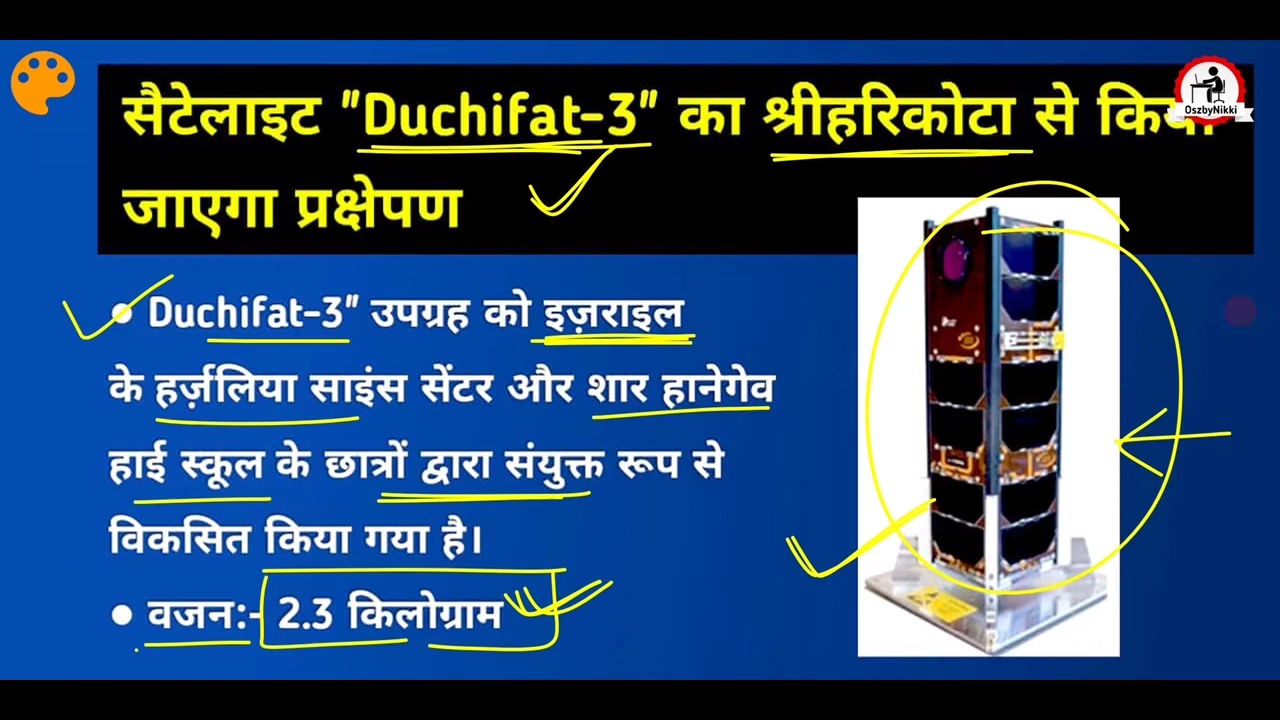 सैटेलाइट "Duchifat-3" का श्रीहरिकोटा से किया
जाएगा प्रक्षेपण
OszbyNikki
• Duchifat-3" उपग्रह को इज़राइल
के हर्ज़लिया साइंस सेंटर और शार हानेगेव
हाई स्कूल के छात्रों द्वारा संयुक्त रूप से
विकसित किया गया है।
• वजन:- 2.3 किलोग्राम